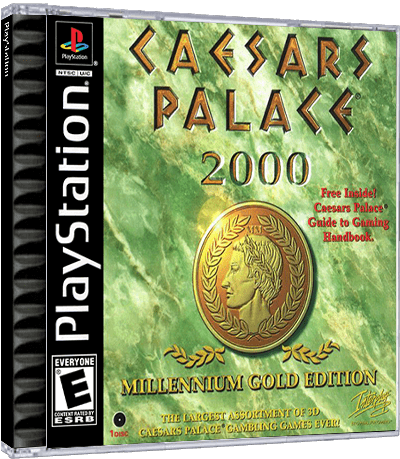 PlayStation
PlayStation
NTSC U/C
PlayStation
EVERYONE
E
CONTENT RATED BY
ESRB
CAESARS
PALACE
2000
Free Inside!
Caesars Palace®
Guide to Gaming
Handbook.
MILLENNIUM GOLD EDITION
1 DISC
THE LARGEST ASSORTMENT OF 3D
CAESARS PALACE® GAMBLING GAMES EVER!
Interplay